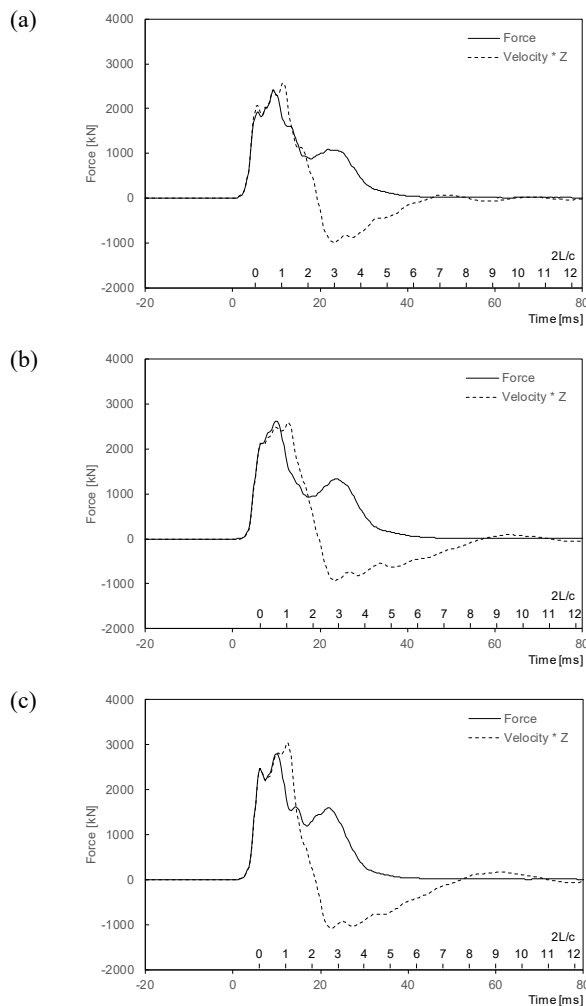 (a)
4000
Force
Velocity * Z
3000
2000
Force [kN]
1000
0
-1000
2L/c
0 1 2 3 4 5 6 7 8 9 10 11 12
-2000
-20 0 20 40 60 80
Time [ms]
(b)
4000
Force
Velocity * Z
3000
2000
Force [kN]
1000
0
-1000
2L/c
0 1 2 3 4 5 6 7 8 9 10 11 12
-2000
-20 0 20 40 60 80
Time [ms]
(c)
4000
Force
Velocity * Z
3000
2000
Force [kN]
1000
0
-1000
2L/c
0 1 2 3 4 5 6 7 8 9 10 11 12
-2000
-20 0 20 40 60 80
Time [ms]